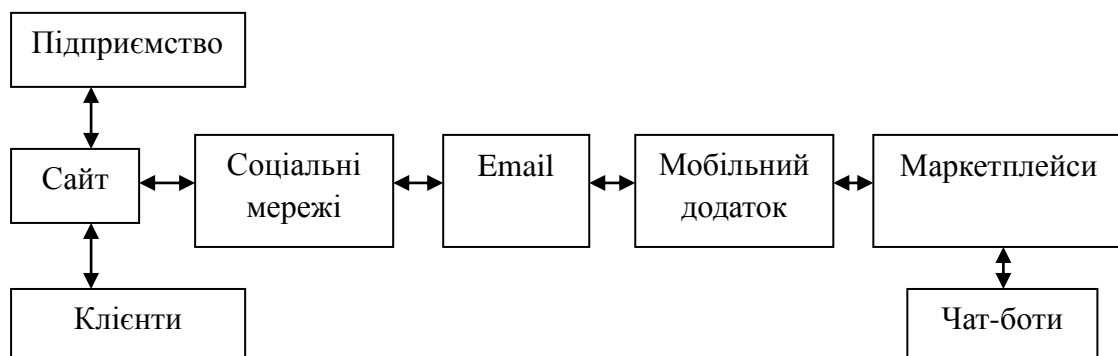 Підприємство
Сайт
Соціальні
мережі
Email
Мобільний
додаток
Маркетплейси
Клієнти
Чат-боти